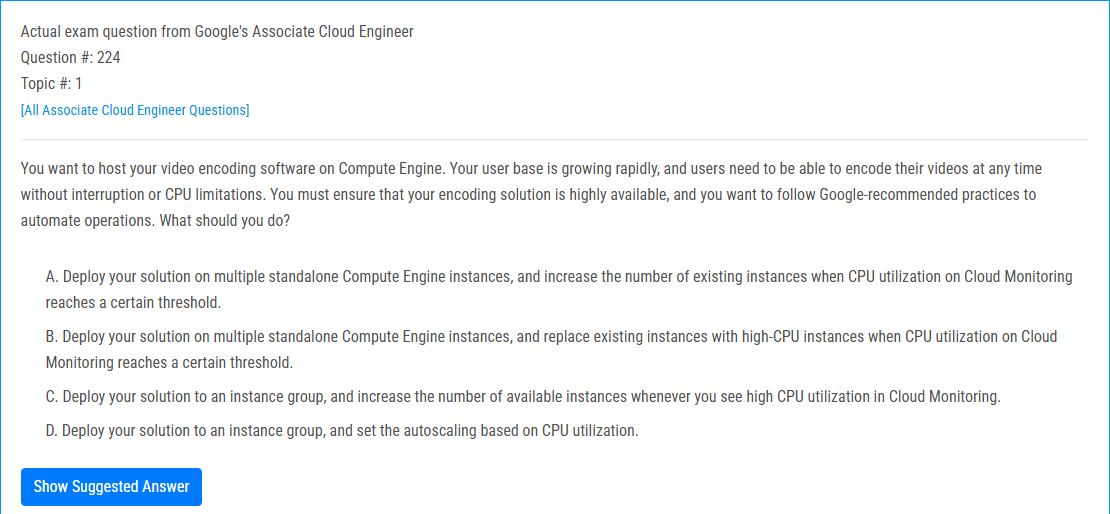 Actual exam question from Google's Associate Cloud Engineer
Question #: 224
Topic #: 1
[All Associate Cloud Engineer Questions]
You want to host your video encoding software on Compute Engine. Your user base is growing rapidly, and users need to be able to encode their videos at any time
without interruption or CPU limitations. You must ensure that your encoding solution is highly available, and you want to follow Google-recommended practices to
automate operations. What should you do?
A. Deploy your solution on multiple standalone Compute Engine instances, and increase the number of existing instances when CPU utilization on Cloud Monitoring
reaches a certain threshold.
B. Deploy your solution on multiple standalone Compute Engine instances, and replace existing instances with high-CPU instances when CPU utilization on Cloud
Monitoring reaches a certain threshold.
C. Deploy your solution to an instance group, and increase the number of available instances whenever you see high CPU utilization in Cloud Monitoring.
D. Deploy your solution to an instance group, and set the autoscaling based on CPU utilization.
Show Suggested Answer